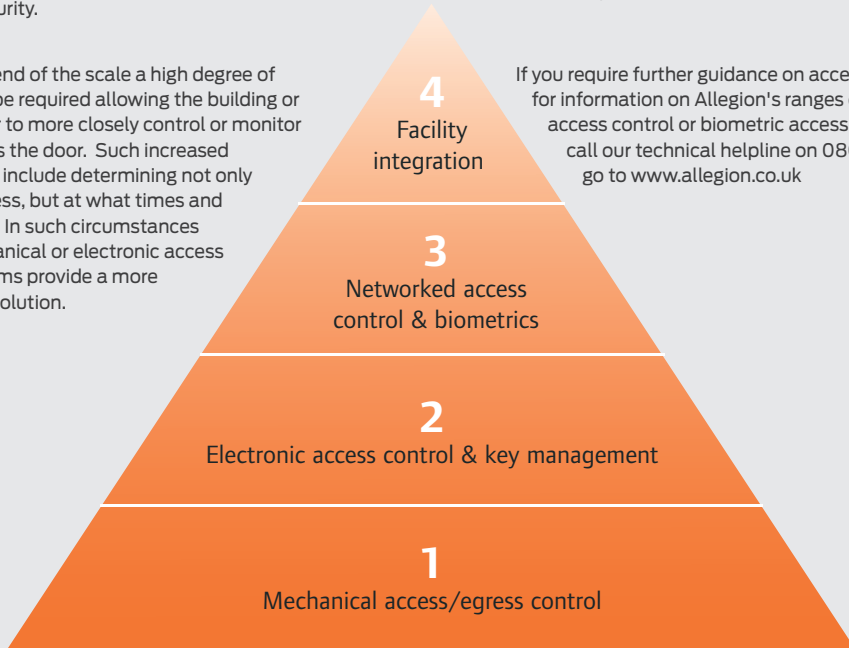 urity.
end of the scale a high degree of
be required allowing the building or
r to more closely control or monitor
s the door. Such increased
include determining not only
ess, but at what times and
In such circumstances
anical or electronic access
ms provide a more
olution.
If you require further guidance on acce
for information on Allegion's ranges
access control or biometric access
call our technical helpline on 08
go to www.allegion.co.uk
4
Facility
integration
3
Networked access
control & biometrics
2
Electronic access control & key management
1
Mechanical access/egress control